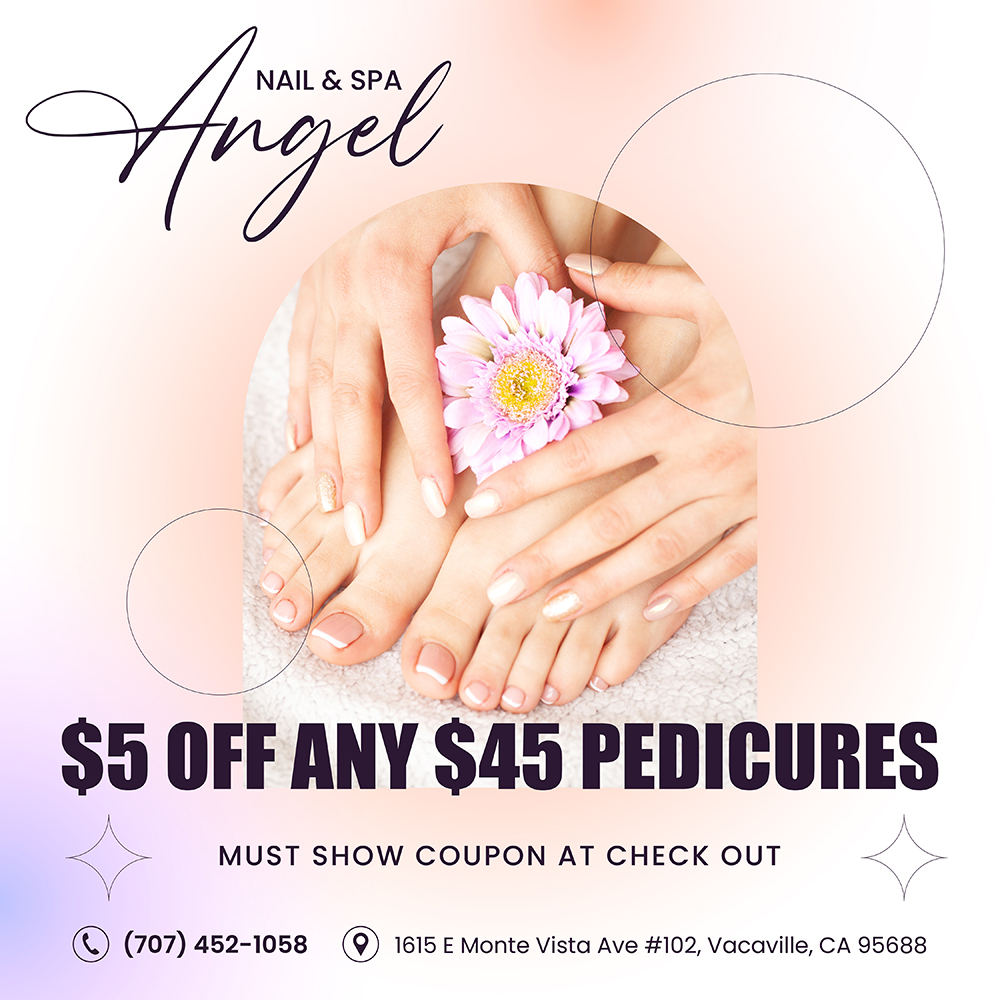 NAIL & SPA
Angel
$5 OFF ANY $45 PEDICURES
MUST SHOW COUPON AT CHECK OUT
(707) 452-1058
1615 E Monte Vista Ave #102, Vacaville, CA 95688